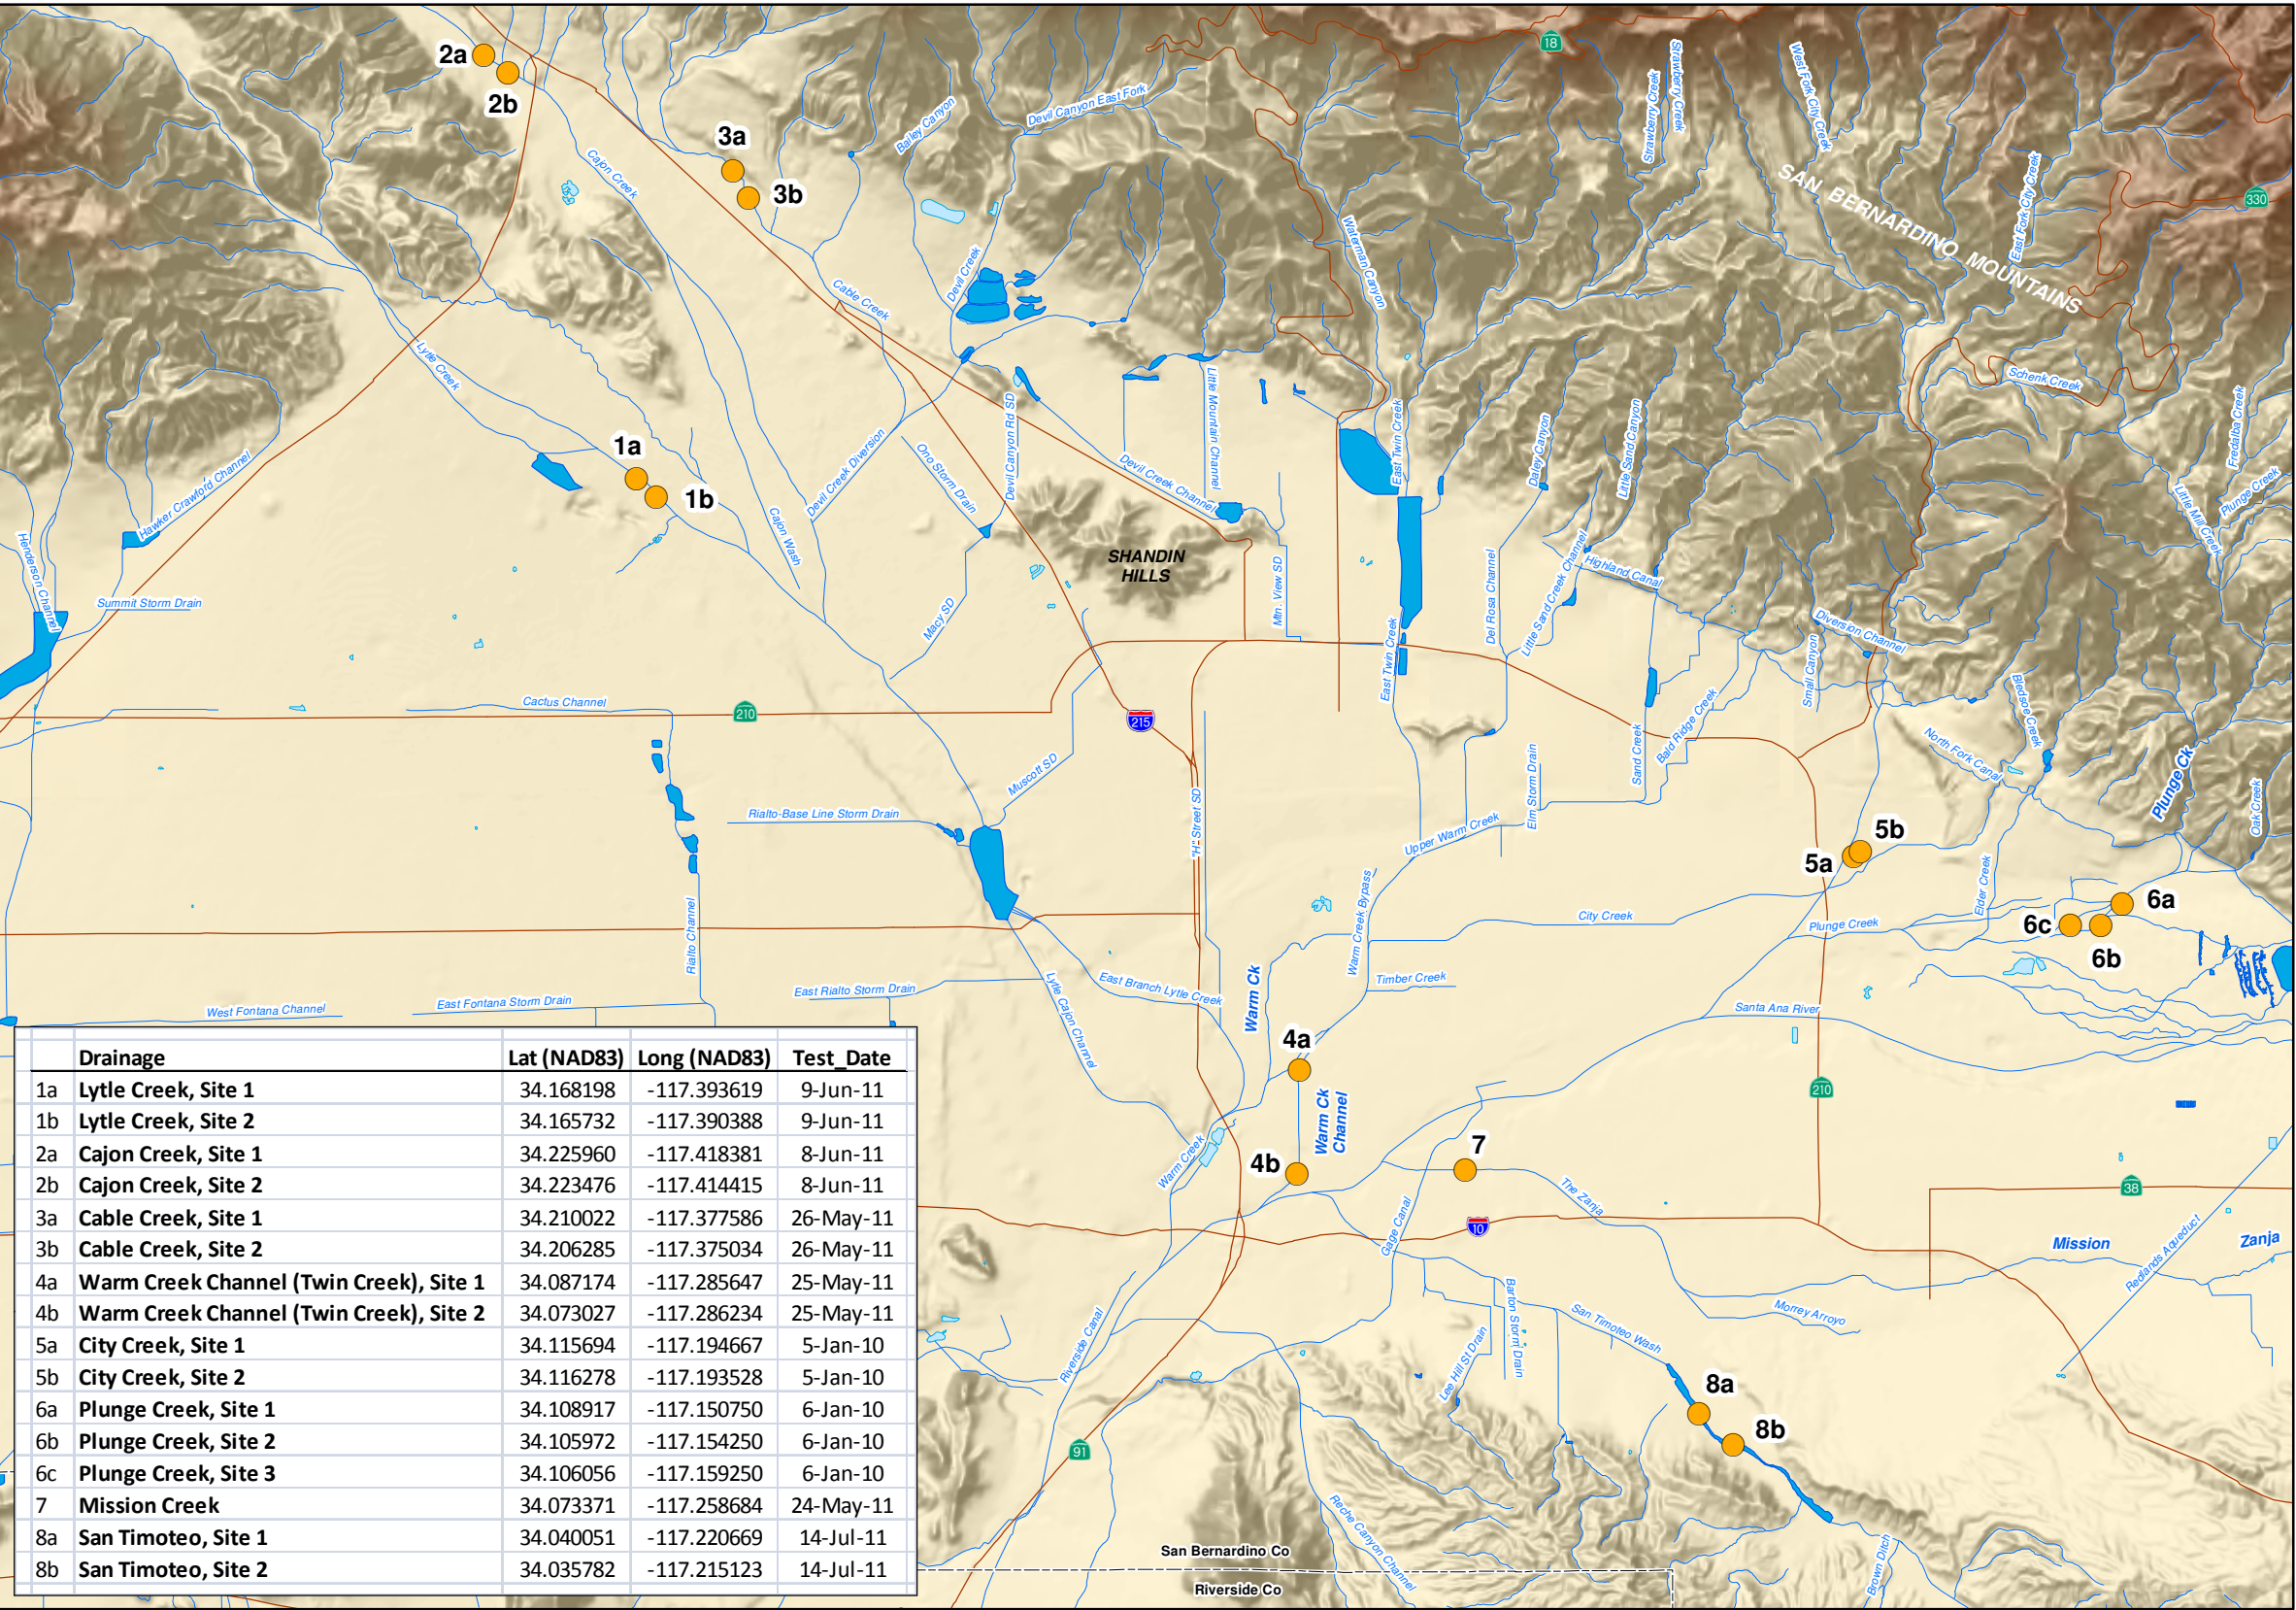 2a
2b
18
Strawberry Creek
Strawberry Creek
West Fork City Creek
Devil Canyon East Fork
Bailey Canyon
3a
3b
Cajon Creek
SAN BERNARDINO MOUNTAINS
East Fork City Creek
330
Waterman Canyon
Devil Creek
Cable Creek
Lytle Creek
Little Mountain Channel
Schenk Creek
Fredalba Creek
Devil Canyon Rd SD
East Twin Creek
Daley Canyon
Little Sand Canyon
1a
1b
Hawker Crawford Channel
Devil Creek Diversion
Ono Storm Drain
Devil Creek Channel
Cajon Wash
Plunge Creek
Little Mill Creek
Henderson Channel
SHANDIN
HILLS
Mtn. View SD
Del Rosa Channel
Little Sand Creek Channel
Highland Canal
Summit Storm Drain
Macy SD
East Twin Creek
Diversion Channel
Small Canyon
Cactus Channel
210
215
Sand Creek
Bald Ridge Creek
Bledsoe Creek
North Fork Canal
Plunge Ck
Oak Creek
Muscott SD
Elm Storm Drain
Rialto-Base Line Storm Drain
"H" Street SD
Upper Warm Creek
5b
5a
Warm Creek Bypass
Elder Creek
6a
6c
6b
City Creek
Plunge Creek
Rialto Channel
Timber Creek
East Branch Lytle Creek
Warm Ck
Lytle Cajon Channel
East Rialto Storm Drain
East Fontana Storm Drain
West Fontana Channel
Santa Ana River
4a
Warm Ck
Channel
210
4b
7
Warm Creek
The Zanja
38
Gage Canal
10
Mission
Zanja
Redlands Aqueduct
Riverside Canal
Barton Storm Drain
San Timoteo Wash
Morrey Arroyo
Lee Hill St Drain
8a
8b
91
Reche Canyon Channel
Brown Ditch
San Bernardino Co
Riverside Co
Drainage Lat (NAD83) Long (NAD83) Test_Date
1a Lytle Creek, Site 1 34.168198 -117.393619 9-Jun-11
1b Lytle Creek, Site 2 34.165732 -117.390388 9-Jun-11
2a Cajon Creek, Site 1 34.225960 -117.418381 8-Jun-11
2b Cajon Creek, Site 2 34.223476 -117.414415 8-Jun-11
3a Cable Creek, Site 1 34.210022 -117.377586 26-May-11
3b Cable Creek, Site 2 34.206285 -117.375034 26-May-11
4a Warm Creek Channel (Twin Creek), Site 1 34.087174 -117.285647 25-May-11
4b Warm Creek Channel (Twin Creek), Site 2 34.073027 -117.286234 25-May-11
5a City Creek, Site 1 34.115694 -117.194667 5-Jan-10
5b City Creek, Site 2 34.116278 -117.193528 5-Jan-10
6a Plunge Creek, Site 1 34.108917 -117.150750 6-Jan-10
6b Plunge Creek, Site 2 34.105972 -117.154250 6-Jan-10
6c Plunge Creek, Site 3 34.106056 -117.159250 6-Jan-10
7 Mission Creek 34.073371 -117.258684 24-May-11
8a San Timoteo, Site 1 34.040051 -117.220669 14-Jul-11
8b San Timoteo, Site 2 34.035782 -117.215123 14-Jul-11